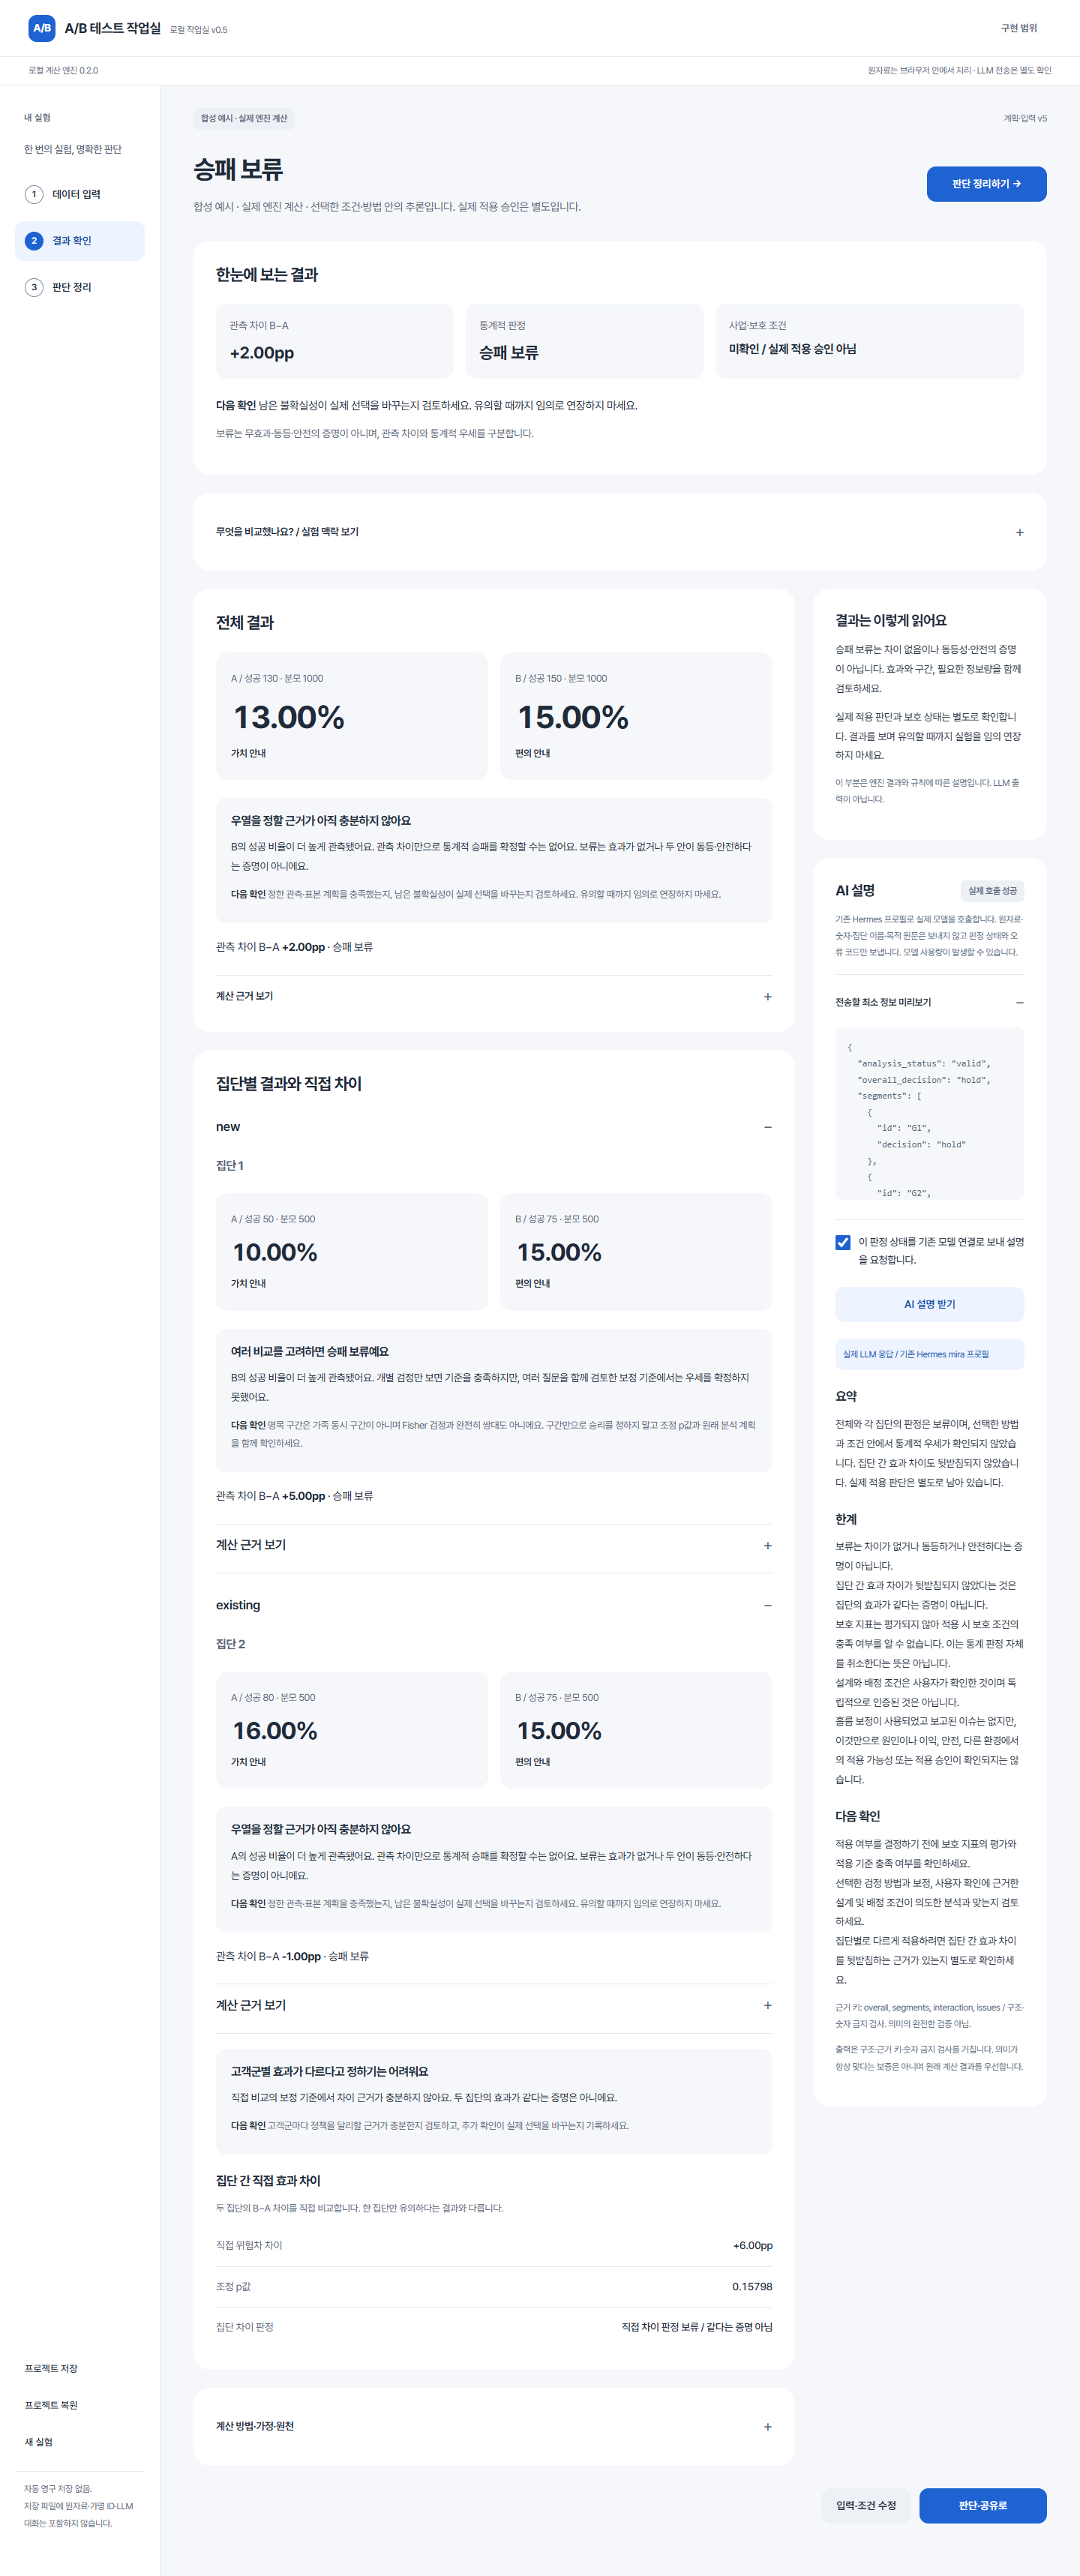 A/B
A/B 테스트 작업실
로컬 작업실 v0.5
구현 범위
로컬 계산 엔진 0.2.0
원자료는 브라우저 안에서 처리 · LLM 전송은 별도 확인
내 실험
한 번의 실험, 명확한 판단
1
데이터 입력
2
결과 확인
3
판단 정리
합성 예시 · 실제 엔진 계산
계획·입력 v5
승패 보류
합성 예시 · 실제 엔진 계산 · 선택한 조건·방법 안의 추론입니다. 실제 적용 승인은 별도입니다.
판단 정리하기 →
한눈에 보는 결과
관측 차이 B−A
+2.00pp
통계적 판정
승패 보류
사업·보호 조건
미확인 / 실제 적용 승인 아님
다음 확인 남은 불확실성이 실제 선택을 바꾸는지 검토하세요. 유의할 때까지 임의로 연장하지 마세요.
보류는 무효과·동등·안전의 증명이 아니며, 관측 차이와 통계적 우세를 구분합니다.
무엇을 비교했나요? / 실험 맥락 보기
+
전체 결과
A / 성공 130 · 분모 1000
13.00%
가치 안내
B / 성공 150 · 분모 1000
15.00%
편의 안내
우열을 정할 근거가 아직 충분하지 않아요
B의 성공 비율이 더 높게 관측됐어요. 관측 차이만으로 통계적 승패를 확정할 수는 없어요. 보류는 효과가 없거나 두 안이 동등·안전하다
는 증명이 아니에요.
다음 확인 정한 관측·표본 계획을 충족했는지, 남은 불확실성이 실제 선택을 바꾸는지 검토하세요. 유의할 때까지 임의로 연장하지 마세요.
관측 차이 B−A +2.00pp · 승패 보류
계산 근거 보기
+
집단별 결과와 직접 차이
new
−
집단 1
A / 성공 50 · 분모 500
10.00%
가치 안내
B / 성공 75 · 분모 500
15.00%
편의 안내
여러 비교를 고려하면 승패 보류예요
B의 성공 비율이 더 높게 관측됐어요. 개별 검정만 보면 기준을 충족하지만, 여러 질문을 함께 검토한 보정 기준에서는 우세를 확정하지
못했어요.
다음 확인 명목 구간은 가족 동시 구간이 아니며 Fisher 검정과 완전히 쌍대도 아니에요. 구간만으로 승리를 정하지 말고 조정 p값과 원래 분석 계획
을 함께 확인하세요.
관측 차이 B−A +5.00pp · 승패 보류
계산 근거 보기
+
existing
−
집단 2
A / 성공 80 · 분모 500
16.00%
가치 안내
B / 성공 75 · 분모 500
15.00%
편의 안내
우열을 정할 근거가 아직 충분하지 않아요
A의 성공 비율이 더 높게 관측됐어요. 관측 차이만으로 통계적 승패를 확정할 수는 없어요. 보류는 효과가 없거나 두 안이 동등·안전하다
는 증명이 아니에요.
다음 확인 정한 관측·표본 계획을 충족했는지, 남은 불확실성이 실제 선택을 바꾸는지 검토하세요. 유의할 때까지 임의로 연장하지 마세요.
관측 차이 B−A -1.00pp · 승패 보류
계산 근거 보기
+
고객군별 효과가 다르다고 정하기는 어려워요
직접 비교의 보정 기준에서 차이 근거가 충분하지 않아요. 두 집단의 효과가 같다는 증명은 아니에요.
다음 확인 고객군마다 정책을 달리할 근거가 충분한지 검토하고, 추가 확인이 실제 선택을 바꾸는지 기록하세요.
집단 간 직접 효과 차이
두 집단의 B−A 차이를 직접 비교합니다. 한 집단만 유의하다는 결과와 다릅니다.
직접 위험차 차이
+6.00pp
조정 p값
0.15798
집단 차이 판정
직접 차이 판정 보류 / 같다는 증명 아님
계산 방법·가정·원천
+
결과는 이렇게 읽어요
승패 보류는 차이 없음이나 동등성·안전의 증명
이 아닙니다. 효과와 구간, 필요한 정보량을 함께
검토하세요.
실제 적용 판단과 보호 상태는 별도로 확인합니
다. 결과를 보며 유의할 때까지 실험을 임의 연장
하지 마세요.
이 부분은 엔진 결과와 규칙에 따른 설명입니다. LLM 출
력이 아닙니다.
AI 설명
실제 호출 성공
기존 Hermes 프로필로 실제 모델을 호출합니다. 원자료·
숫자·집단 이름·목적 원문은 보내지 않고 판정 상태와 오
류 코드만 보냅니다. 모델 사용량이 발생할 수 있습니다.
전송할 최소 정보 미리보기
−
{
"analysis_status": "valid",
"overall_decision": "hold",
"segments": [
{
"id": "G1",
"decision": "hold"
},
{
"id": "G2",
이 판정 상태를 기존 모델 연결로 보내 설명
을 요청합니다.
AI 설명 받기
실제 LLM 응답 / 기존 Hermes mira 프로필
요약
전체와 각 집단의 판정은 보류이며, 선택한 방법
과 조건 안에서 통계적 우세가 확인되지 않았습
니다. 집단 간 효과 차이도 뒷받침되지 않았습니
다. 실제 적용 판단은 별도로 남아 있습니다.
한계
보류는 차이가 없거나 동등하거나 안전하다는 증
명이 아닙니다.
집단 간 효과 차이가 뒷받침되지 않았다는 것은
집단의 효과가 같다는 증명이 아닙니다.
보호 지표는 평가되지 않아 적용 시 보호 조건의
충족 여부를 알 수 없습니다. 이는 통계 판정 자체
를 취소한다는 뜻은 아닙니다.
설계와 배정 조건은 사용자가 확인한 것이며 독
립적으로 인증된 것은 아닙니다.
홀름 보정이 사용되었고 보고된 이슈는 없지만,
이것만으로 원인이나 이익, 안전, 다른 환경에서
의 적용 가능성 또는 적용 승인이 확인되지는 않
습니다.
다음 확인
적용 여부를 결정하기 전에 보호 지표의 평가와
적용 기준 충족 여부를 확인하세요.
선택한 검정 방법과 보정, 사용자 확인에 근거한
설계 및 배정 조건이 의도한 분석과 맞는지 검토
하세요.
집단별로 다르게 적용하려면 집단 간 효과 차이
를 뒷받침하는 근거가 있는지 별도로 확인하세
요.
근거 키: overall, segments, interaction, issues / 구조·
숫자 금지 검사. 의미의 완전한 검증 아님.
출력은 구조·근거 키·숫자 금지 검사를 거칩니다. 의미가
항상 맞다는 보증은 아니며 원래 계산 결과를 우선합니다.
프로젝트 저장
프로젝트 복원
새 실험
자동 영구 저장 없음.
저장 파일에 원자료·가명 ID·LLM
대화는 포함하지 않습니다.
입력·조건 수정
판단·공유로